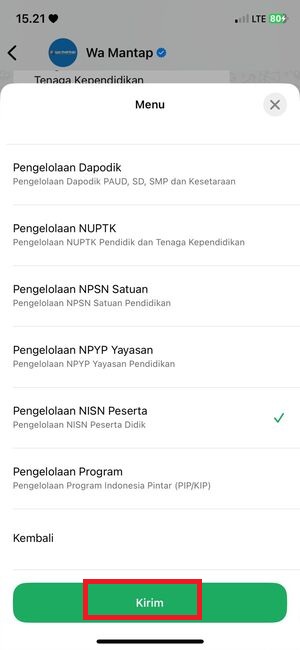 15.21
LTE 80
Wa Mantap
Tenaga Kependidikan
Menu
Pengelolaan Dapodik
Pengelolaan Dapodik PAUD, SD, SMP dan Kesetaraan
Pengelolaan NUPTK
Pengelolaan NUPTK Pendidik dan Tenaga Kependidikan
Pengelolaan NPSN Satuan
Pengelolaan NPSN Satuan Pendidikan
Pengelolaan NPYP Yayasan
Pengelolaan NPYP Yayasan Pendidikan
Pengelolaan NISN Peserta
Pengelolaan NISN Peserta Didik
Pengelolaan Program
Pengelolaan Program Indonesia Pintar (PIP/KIP)
Kembali
Kirim